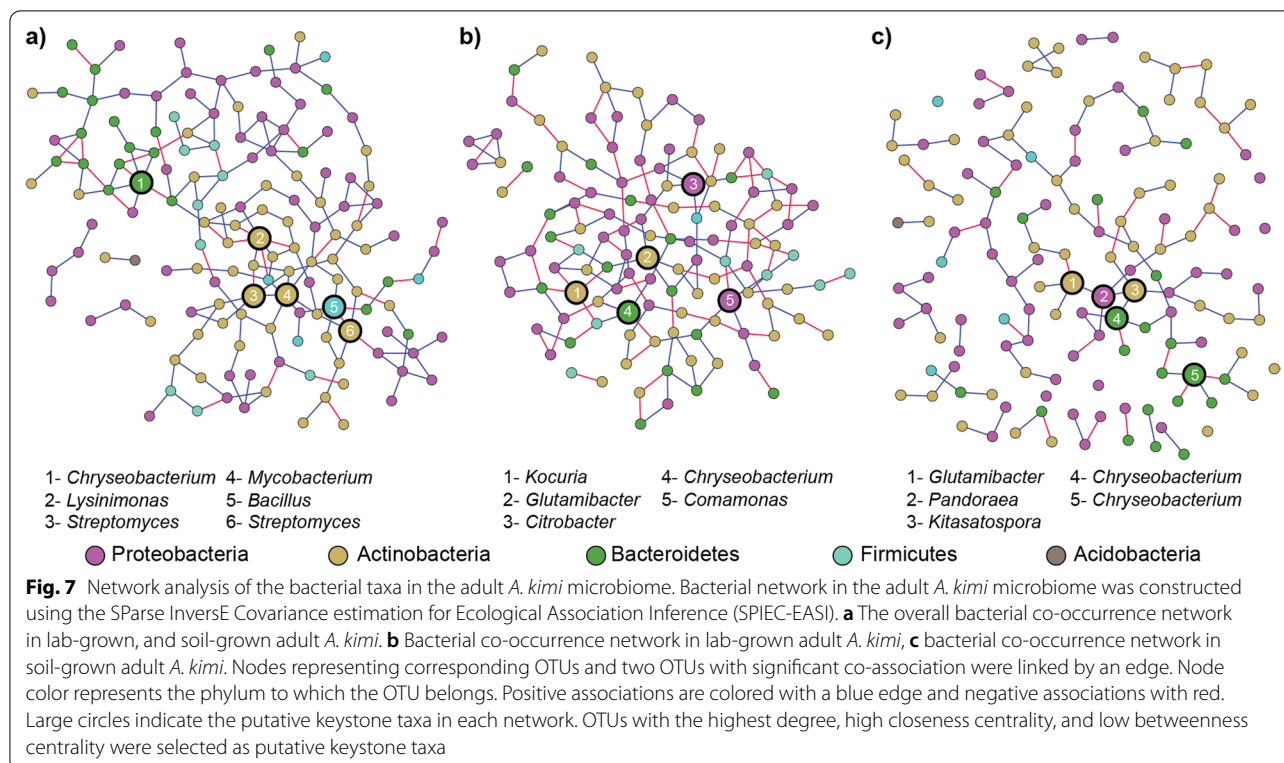 a)
b)
c)
1
2
3
4
5
6
3
2
1
4
5
1
2
3
4
5
1- Chryseobacterium 4- Mycobacterium
2- Lysinimonas 5- Bacillus
3- Streptomyces 6- Streptomyces
1- Kocuria 4- Chryseobacterium
2- Glutamibacter 5- Comamonas
3- Citrobacter
1- Glutamibacter 4- Chryseobacterium
2- Pandoraea 5- Chryseobacterium
3- Kitasatospora
Proteobacteria Actinobacteria Bacteroidetes Firmicutes Acidobacteria
Fig. 7 Network analysis of the bacterial taxa in the adult A. kimi microbiome. Bacterial network in the adult A. kimi microbiome was constructed
using the SParse InversE Covariance estimation for Ecological Association Inference (SPIEC-EASI). a The overall bacterial co-occurrence network
in lab-grown, and soil-grown adult A. kimi. b Bacterial co-occurrence network in lab-grown adult A. kimi, c bacterial co-occurrence network in
soil-grown adult A. kimi. Nodes representing corresponding OTUs and two OTUs with significant co-association were linked by an edge. Node
color represents the phylum to which the OTU belongs. Positive associations are colored with a blue edge and negative associations with red.
Large circles indicate the putative keystone taxa in each network. OTUs with the highest degree, high closeness centrality, and low betweenness
centrality were selected as putative keystone taxa